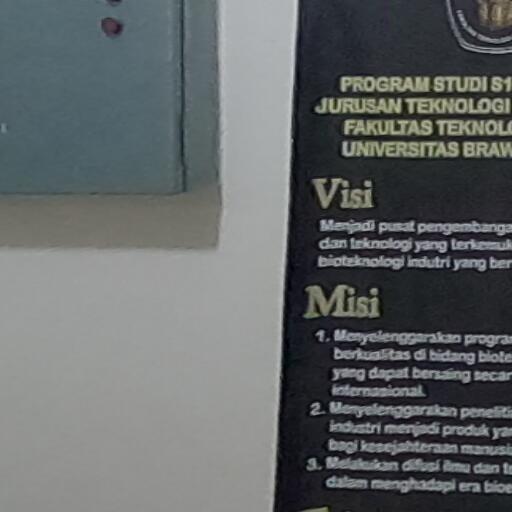 PROGRAM STUDI S1
JURUSAN TEKNOLOGI
FAKULTAS TEKNOLO
UNIVERSITAS BRAW
Visi
Menjadi pusat pengembanga
dan teknologi yang terkemuk
bioteknologi indutri yang ber
Misi
1. Menyelenggarakan progra
berkualitas di bidang biote
yang dapat bersaing secar
internasional.
2. Menyelenggarakan peneliti
industri menjadi produk ya
bagi kesejahteraan manusi
3. Melakukan difusi ilmu dan t
dalam menghadapi era bioe